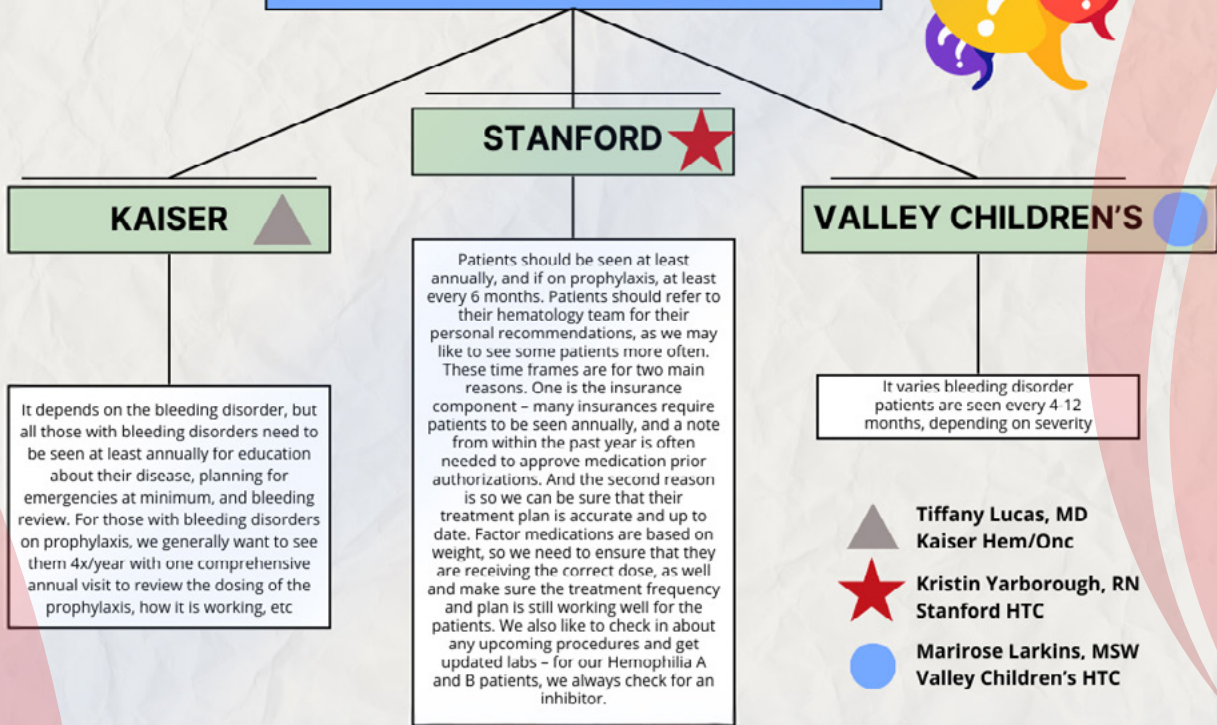 ??
!
!
STANFORD
KAISER
VALLEY CHILDREN'S
It depends on the bleeding disorder, but
all those with bleeding disorders need to
be seen at least annually for education
about their disease, planning for
emergencies at minimum, and bleeding
review. For those with bleeding disorders
on prophylaxis, we generally want to see
them 4x/year with one comprehensive
annual visit to review the dosing of the
prophylaxis, how it is working, etc
Patients should be seen at least
annually, and if on prophylaxis, at least
every 6 months. Patients should refer to
their hematology team for their
personal recommendations, as we may
like to see some patients more often.
These time frames are for two main
reasons. One is the insurance
component – many insurances require
patients to be seen annually, and a note
from within the past year is often
needed to approve medication prior
authorizations. And the second reason
is so we can be sure that their
treatment plan is accurate and up to
date. Factor medications are based on
weight, so we need to ensure that they
are receiving the correct dose, as well
and make sure the treatment frequency
and plan is still working well for the
patients. We also like to check in about
any upcoming procedures and get
updated labs – for our Hemophilia A
and B patients, we always check for an
inhibitor.
It varies bleeding disorder
patients are seen every 4-12
months, depending on severity
Tiffany Lucas, MD
Kaiser Hem/Onc
Kristin Yarborough, RN
Stanford HTC
Marirose Larkins, MSW
Valley Children's HTC